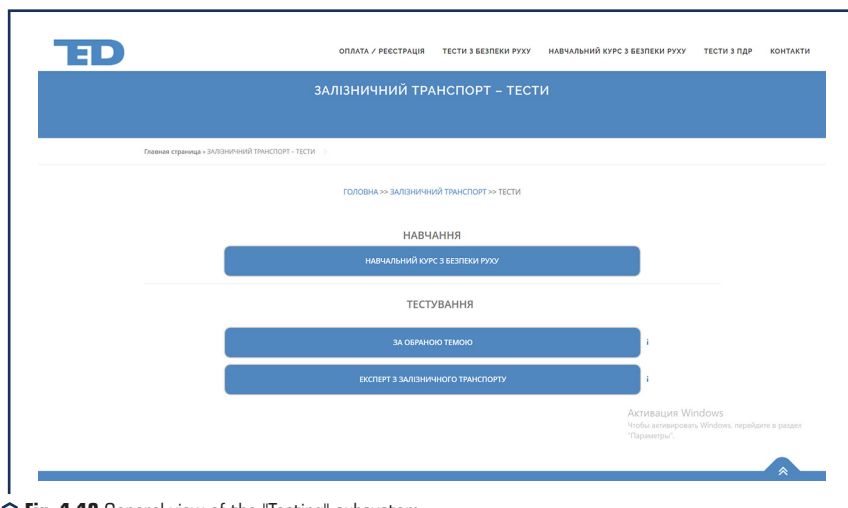 TED
ОПЛАТА / РЕЄСТРАЦІЯ ТЕСТИ З БЕЗПЕКИ РУХУ НАВЧАЛЬНИЙ КУРС З БЕЗПЕКИ РУХУ ТЕСТИ З ПДР КОНТАКТИ
ЗАЛІЗНИЧНИЙ ТРАНСПОРТ – ТЕСТИ
Главная страница » ЗАЛІЗНИЧНИЙ ТРАНСПОРТ – ТЕСТИ
ГОЛОВНА >> ЗАЛІЗНИЧНИЙ ТРАНСПОРТ >> ТЕСТИ
НАВЧАННЯ
НАВЧАЛЬНИЙ КУРС З БЕЗПЕКИ РУХУ
ТЕСТУВАННЯ
ЗА ОБРАНОЮ ТЕМОЮ i
ЕКСПЕРТ З ЗАЛІЗНИЧНОГО ТРАНСПОРТУ i
Активация Windows
Чтобы активировать Windows, перейдите в раздел
"Параметры".